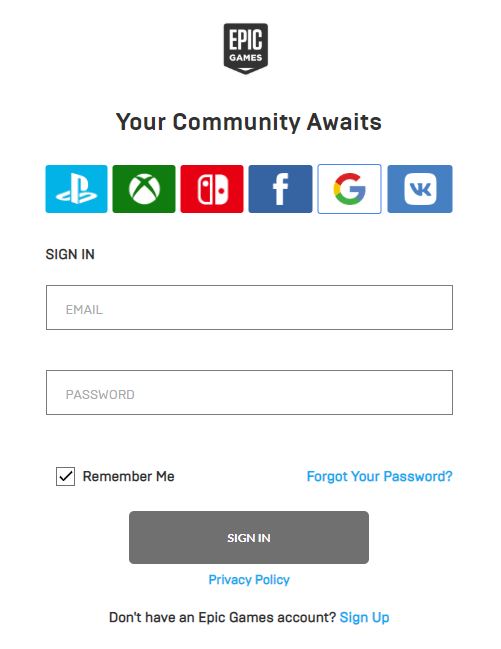 EPIC
GAMES
Your Community Awaits
SIGN IN
EMAIL
PASSWORD
Remember Me
Forgot Your Password?
SIGN IN
Privacy Policy
Don't have an Epic Games account? Sign Up